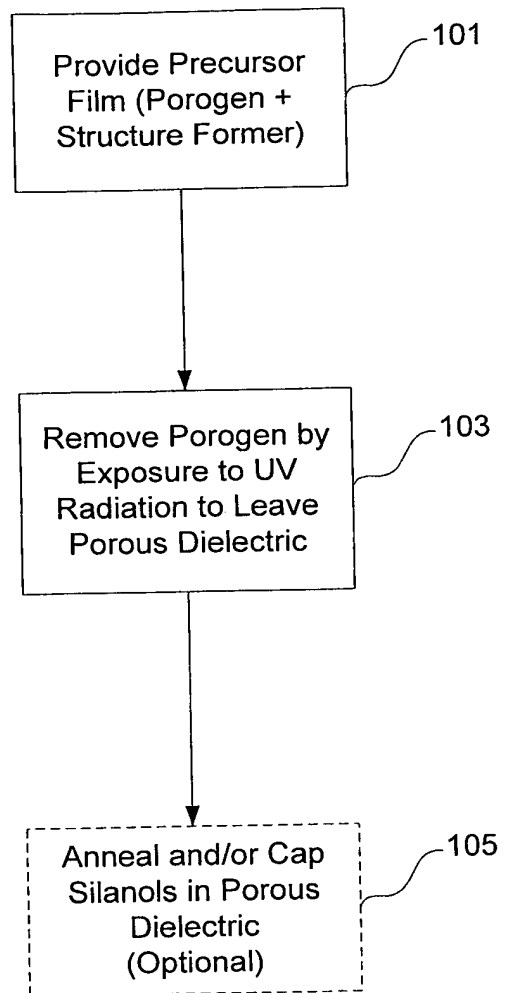 101
Provide Precursor
Film (Porogen +
Structure Former)
103
Remove Porogen by
Exposure to UV
Radiation to Leave
Porous Dielectric
105
Anneal and/or Cap
Silanols in Porous
Dielectric
(Optional)